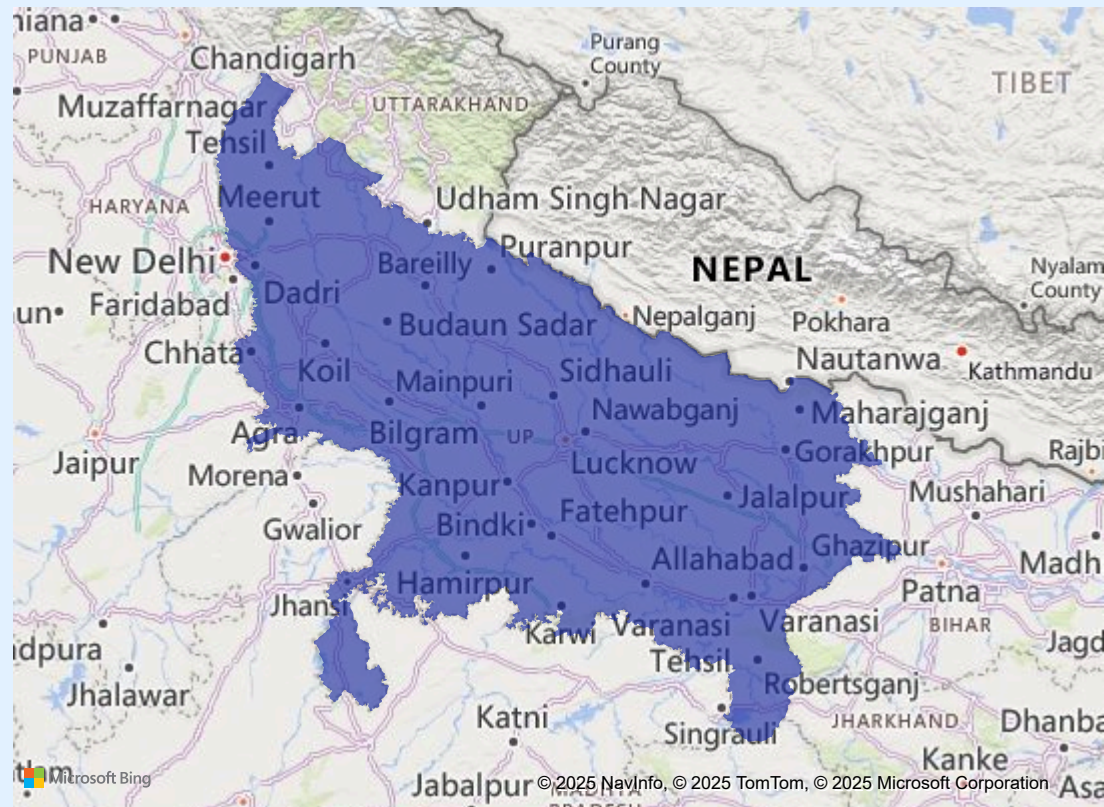 niana
PUNJAB
Chandigarh
Purang
County
TIBET
Muzaffarnagar
UTTARAKHAND
Tehsil
Meerut
HARYANA
Udham Singh Nagar
New Delhi
Puranpur
Bareilly
NEPAL
Nyalam
County
Dadri
Faridabad
un
Budaun Sadar
Nepalganj
Pokhara
Chhata
Koil
Sidhauli
Nautanwa
Kathmandu
Mainpuri
Nawabganj
Maharajganj
Agra
Bilgram
UP
Gorakhpur
Rajbi
Jaipur
Lucknow
Morena
Kanpur
Jalalpur
Mushahari
Gwalior
Bindki
Fatehpur
Ghazipur
Allahabad
Madh
Hamirpur
Patna
Jhansi
Karwi
Varanasi
Varanasi
BIHAR
Jagd
ndpura
Tehsil
Jhalawar
Robertsganj
Katni
Singrauli
JHARKHAND
Dhanba
Kanke
Microsoft Bing
Jabalpur
MADHYA
PRADESH
© 2025 NavInfo, © 2025 TomTom, © 2025 Microsoft Corporation
Asa